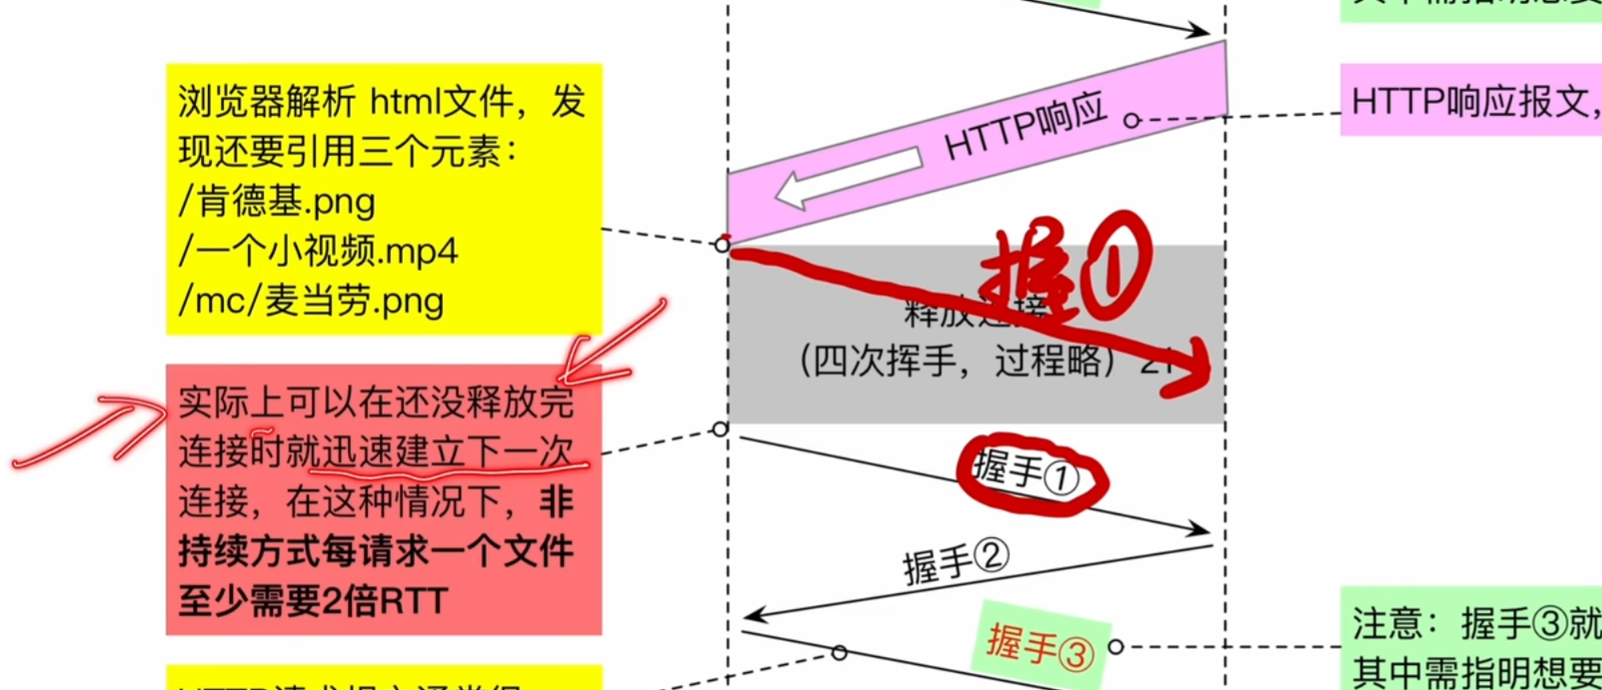 浏览器解析 html文件，发
现还要引用三个元素：
/肯德基.png
/一个小视频.mp4
/mc/麦当劳.png
实际上可以在还没释放完
连接时就迅速建立下一次
连接，在这种情况下，非
持续方式每请求一个文件
至少需要2倍RTT
HTTP响应
HTTP响应报文，
握①
释放连接
（四次挥手，过程略）
握手①
握手②
握手③
注意：握手③就
其中需指明想要